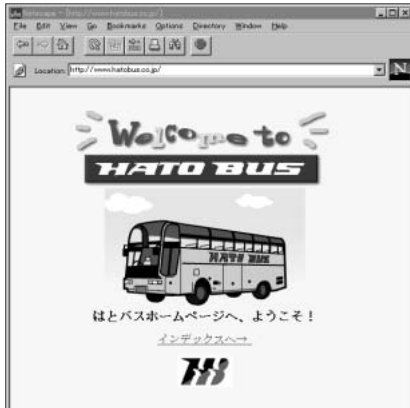 Netscape - [http://www.hatobus.co.jp/]
File Edit View Go Bookmarks Options Directory Window Help
Location: http://www.hatobus.co.jp/
N
Welcome to
HATO BUS
HATO BUS
はとバスホームページへ、ようこそ!
インデックスへ→